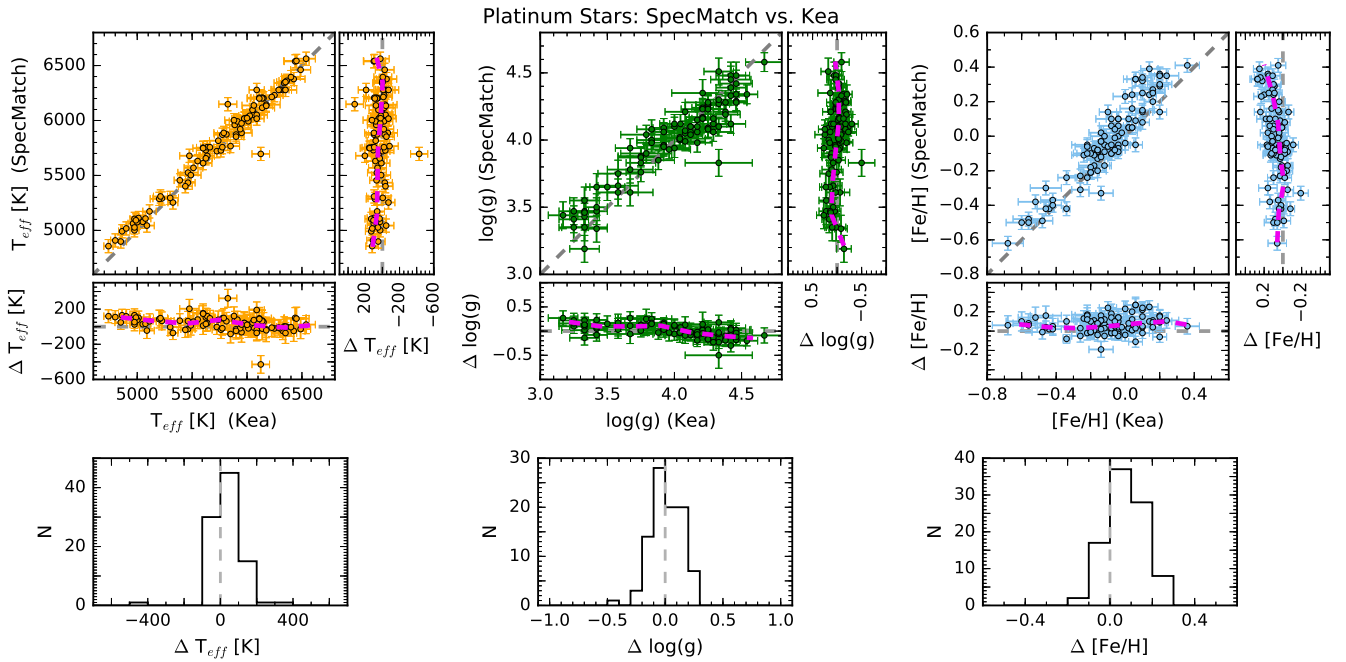 Platinum Stars: SpecMatch vs. Kea
T_eff [K] (SpecMatch)
6500
6000
5500
5000
200
−200
−600
Δ T_eff [K]
Δ T_eff [K]
200
−200
−600
5000 5500 6000 6500
T_eff [K] (Kea)
log(g) (SpecMatch)
4.5
4.0
3.5
3.0
0.5
−0.5
Δ log(g)
Δ log(g)
0.5
−0.5
3.0 3.5 4.0 4.5
log(g) (Kea)
[Fe/H] (SpecMatch)
0.6
0.4
0.2
0.0
−0.2
−0.4
−0.6
−0.8
0.2
−0.2
Δ [Fe/H]
Δ [Fe/H]
0.2
−0.2
−0.8 −0.4 0.0 0.4
[Fe/H] (Kea)
N
40
20
0
−400 0 400
Δ T_eff [K]
N
30
20
10
0
−1.0 −0.5 0.0 0.5 1.0
Δ log(g)
N
40
30
20
10
0
−0.4 0.0 0.4
Δ [Fe/H]